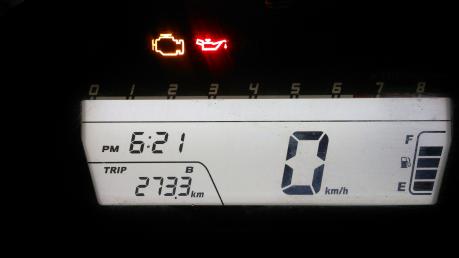 0 1 2 3 4 5 6 7 8
PM 6:21
0 km/h
F
E
TRIP B
273.3 km